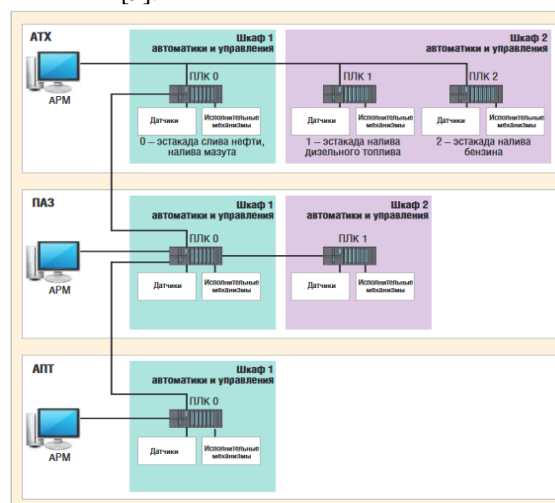 [2].
АТХ
Шкаф 1
автоматики и управления
Шкаф 2
автоматики и управления
ПЛК 0
ПЛК 1
ПЛК 2
АРМ
Датчики
Исполнительные
механизмы
Датчики
Исполнительные
механизмы
Датчики
Исполнительные
механизмы
0 – эстакада слива нефти,
налива мазута
1 – эстакада налива
дизельного топлива
2 – эстакада налива
бензина
ПАЗ
Шкаф 1
автоматики и управления
Шкаф 2
автоматики и управления
ПЛК 0
ПЛК 1
АРМ
Датчики
Исполнительные
механизмы
Датчики
Исполнительные
механизмы
АПТ
Шкаф 1
автоматики и управления
ПЛК 0
АРМ
Датчики
Исполнительные
механизмы